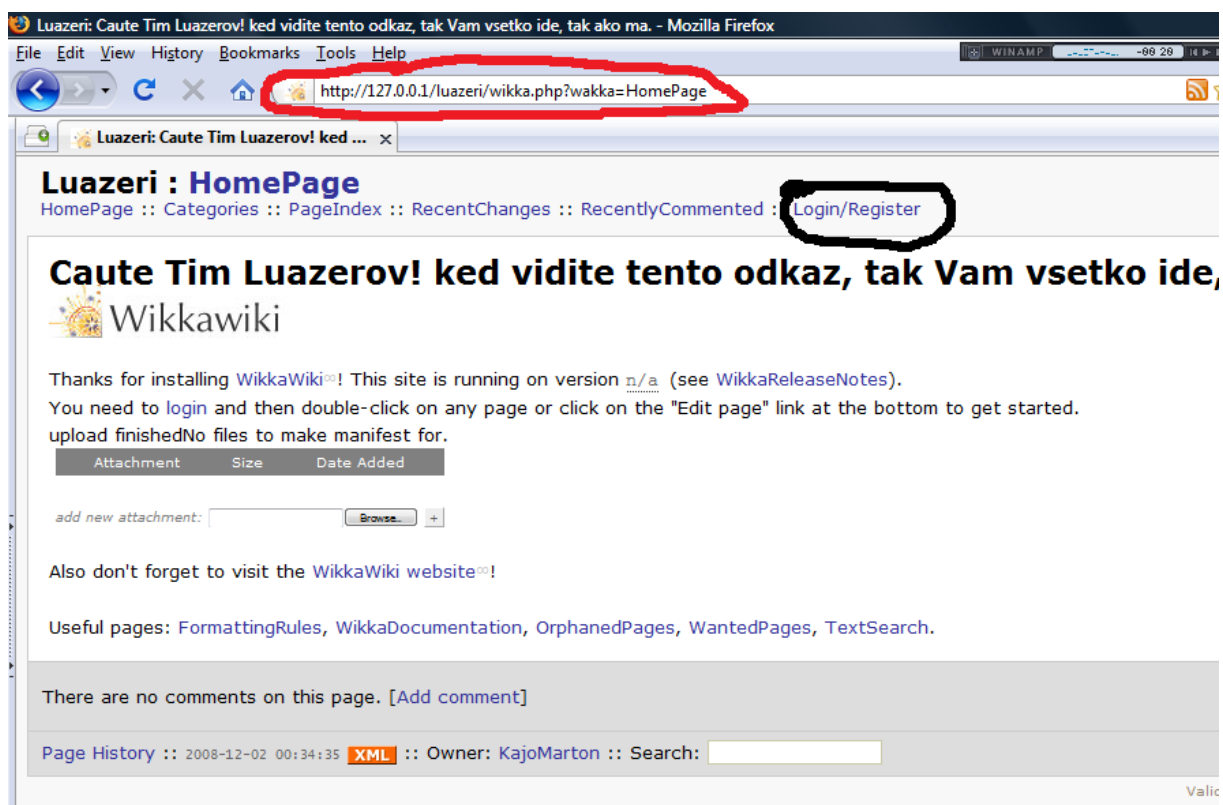 Luazeri: Caute Tim Luazerov! ked vidite tento odkaz, tak Vam vsetko ide, tak ako ma. - Mozilla Firefox
File Edit View History Bookmarks Tools Help
WINAMP -00 20
http://127.0.0.1/luazeri/wikka.php?wakka=HomePage
Luazeri: Caute Tim Luazerov! ked ... x
Luazeri : HomePage
HomePage :: Categories :: PageIndex :: RecentChanges :: RecentlyCommented : Login/Register
Caute Tim Luazerov! ked vidite tento odkaz, tak Vam vsetko ide,
Wikkawiki
Thanks for installing WikkaWiki∞! This site is running on version n/a (see WikkaReleaseNotes).
You need to login and then double-click on any page or click on the "Edit page" link at the bottom to get started.
upload finishedNo files to make manifest for.
Attachment Size Date Added
add new attachment: Browse... +
Also don't forget to visit the WikkaWiki website∞!
Useful pages: FormattingRules, WikkaDocumentation, OrphanedPages, WantedPages, TextSearch.
There are no comments on this page. [Add comment]
Page History :: 2008-12-02 00:34:35 XML :: Owner: KajoMarton :: Search:
Valid